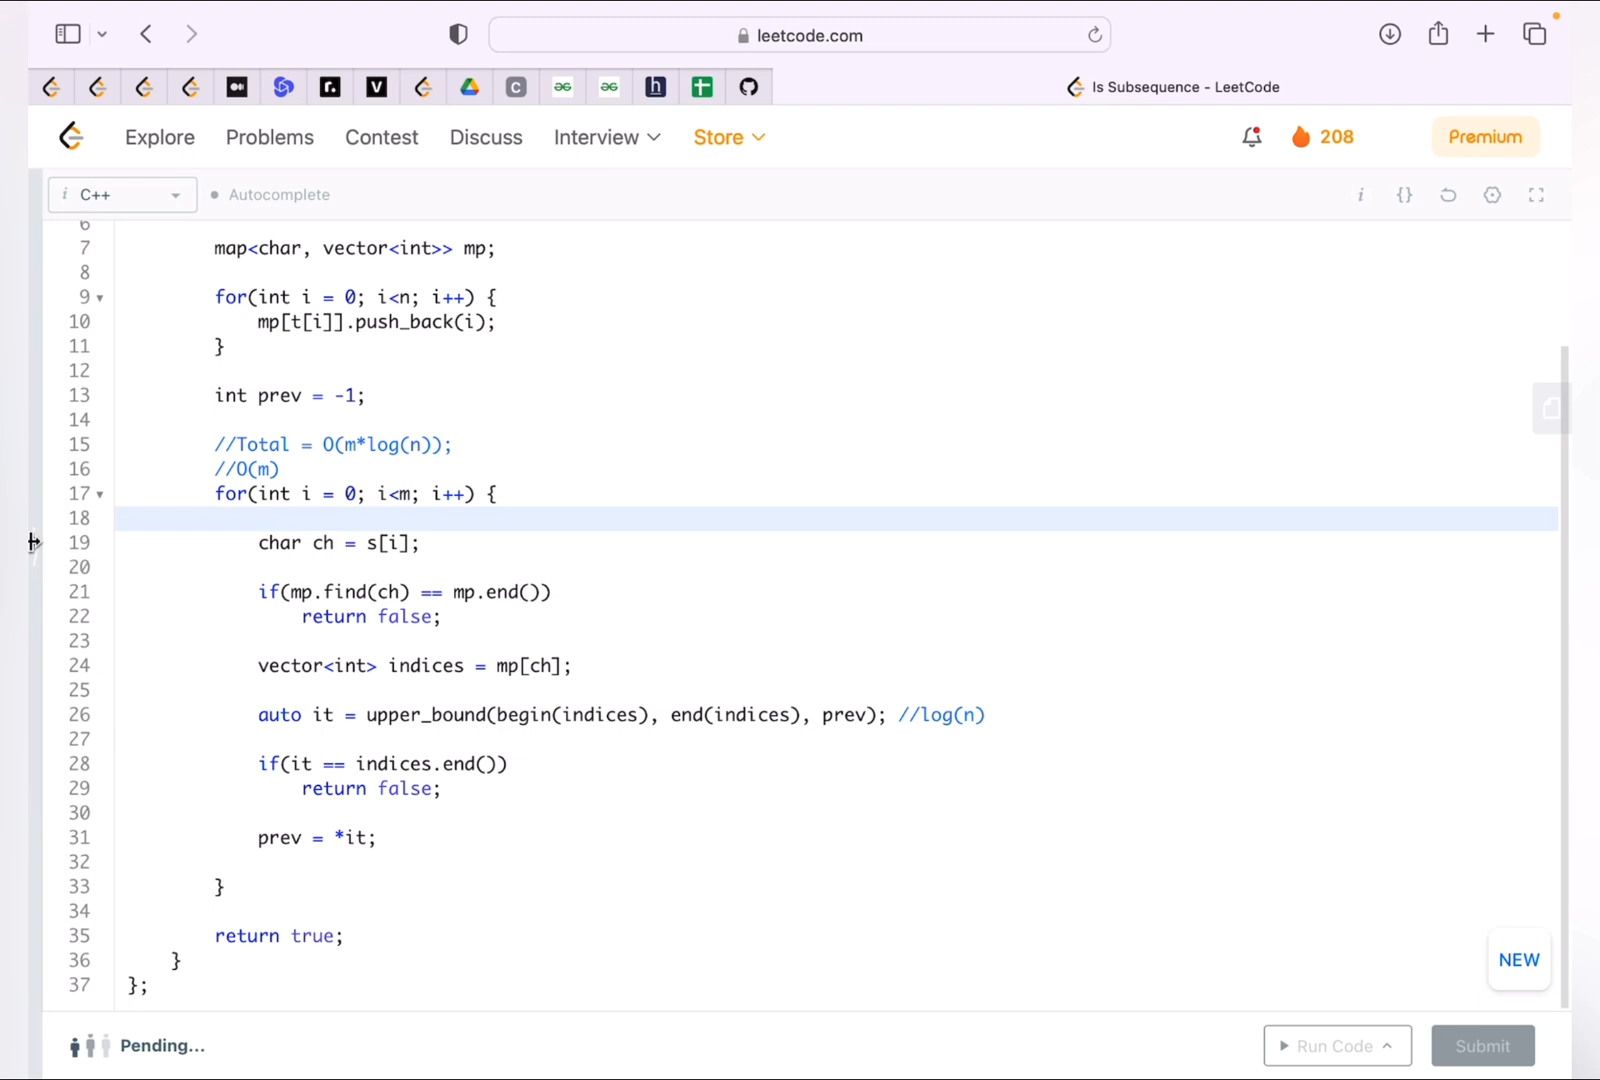 leetcode.com
Is Subsequence - LeetCode
Explore Problems Contest Discuss Interview Store 208 Premium
i C++ Autocomplete i {}
6
7 map<char, vector<int>> mp;
8
9 for(int i = 0; i<n; i++) {
10 mp[t[i]].push_back(i);
11 }
12
13 int prev = -1;
14
15 //Total = O(m*log(n));
16 //O(m)
17 for(int i = 0; i<m; i++) {
18
19 char ch = s[i];
20
21 if(mp.find(ch) == mp.end())
22 return false;
23
24 vector<int> indices = mp[ch];
25
26 auto it = upper_bound(begin(indices), end(indices), prev); //log(n)
27
28 if(it == indices.end())
29 return false;
30
31 prev = *it;
32
33 }
34
35 return true;
36 }
37 };
NEW
Pending... Run Code Submit